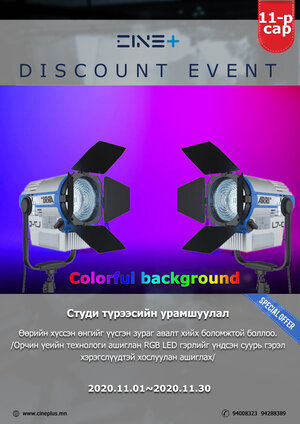 11-р
сар
CINE+
DISCOUNT EVENT
ARRI
L7-C
Colorful background
SPECIAL OFFER
Студи түрээсийн урамшуулал
Өөрийн хүссэн өнгийг үүсгэн зураг авалт хийх боломжтой боллоо.
/Орчин үеийн технологи ашиглан RGB LED гэрлийг үндсэн суурь гэрэл
хэрэгслүүдтэй хослуулан ашиглах/
2020.11.01~2020.11.30
www.cineplus.mn
94008323 94288389